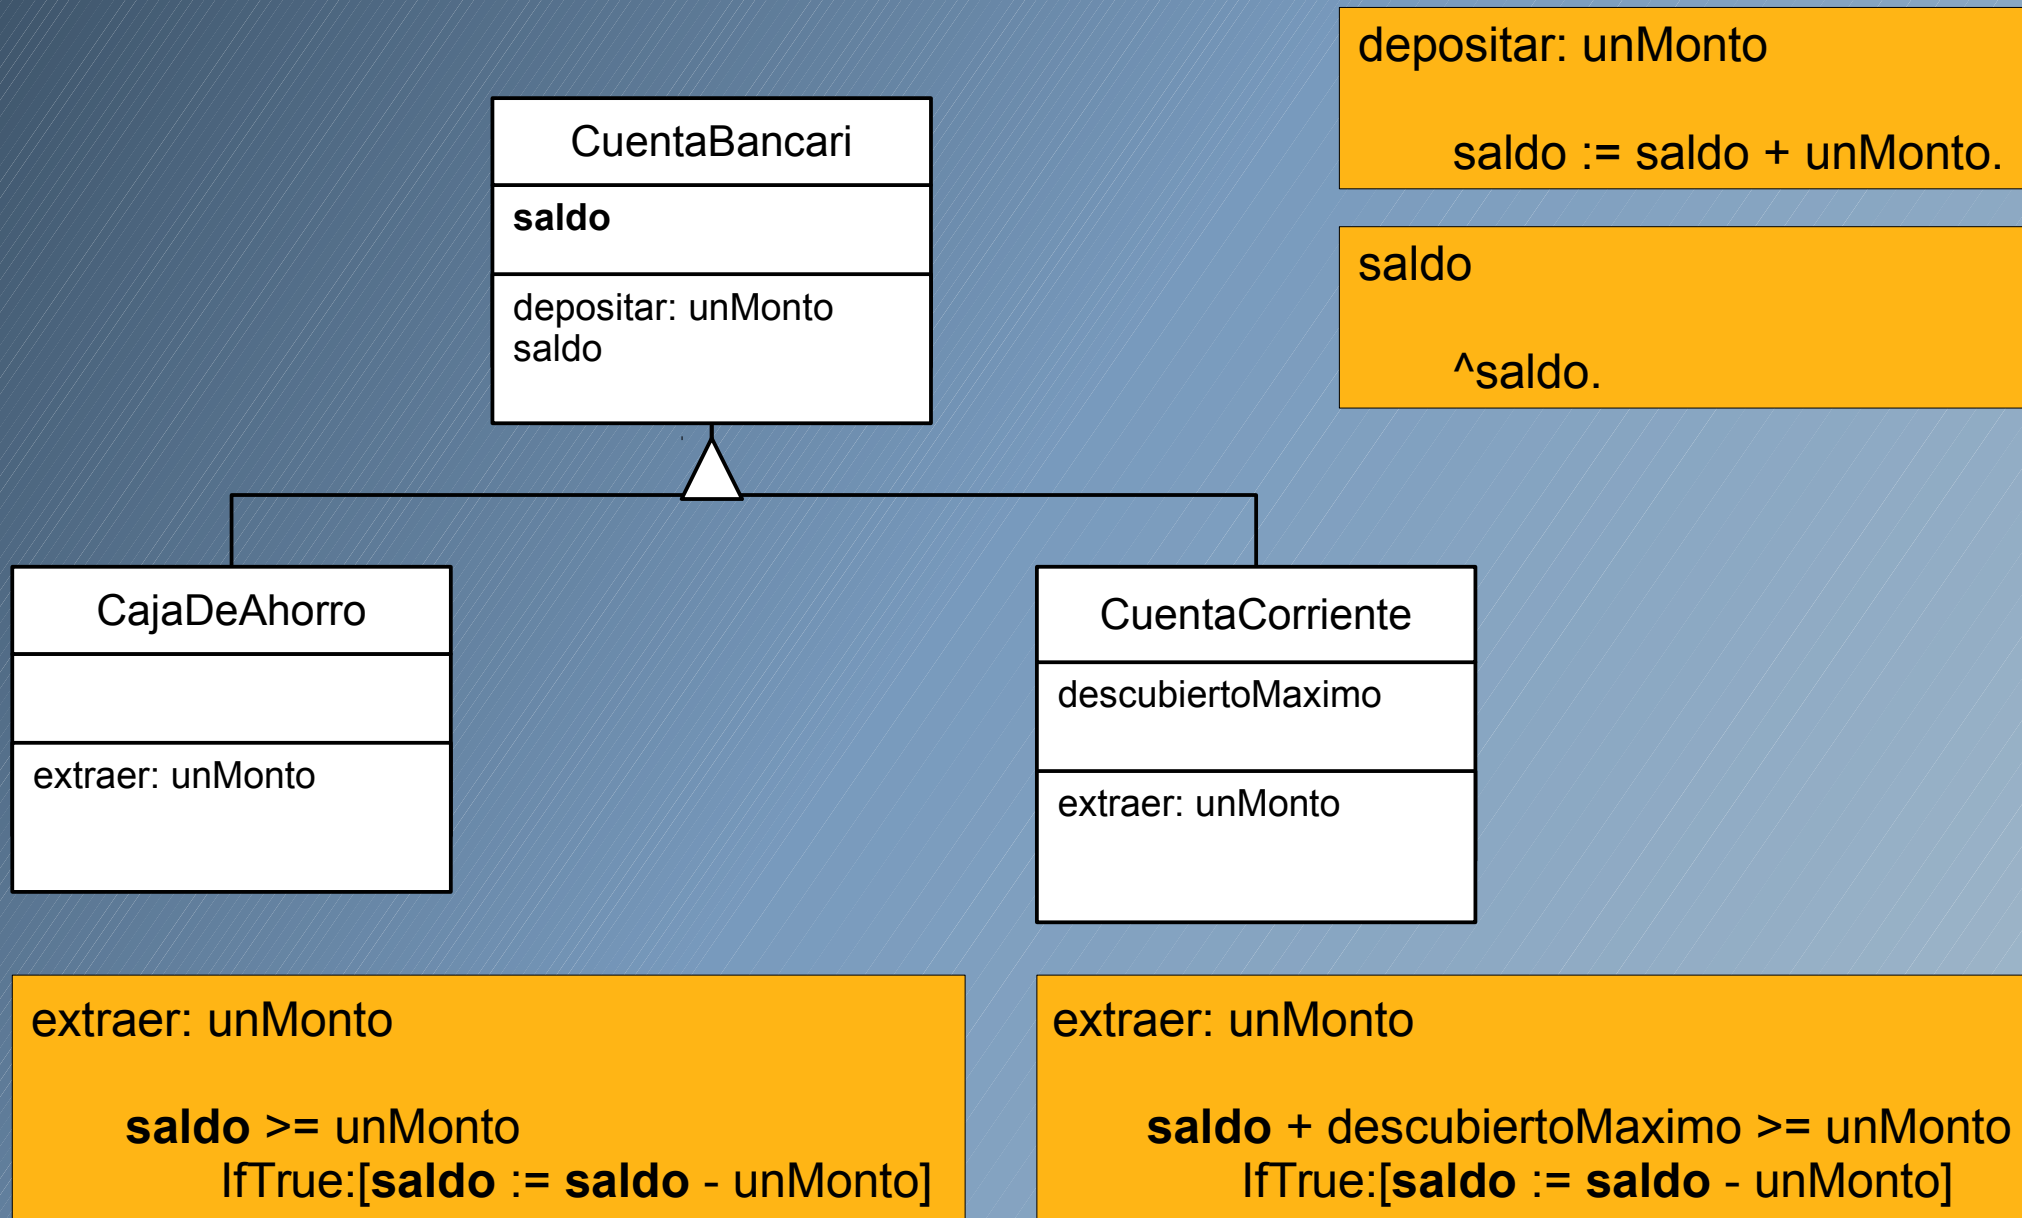 depositar: unMonto
saldo := saldo + unMonto.
CuentaBancari
saldo
depositar: unMonto
saldo
saldo
^saldo.
CajaDeAhorro
extraer: unMonto
CuentaCorriente
descubiertoMaximo
extraer: unMonto
extraer: unMonto
saldo >= unMonto
IfTrue:[saldo := saldo - unMonto]
extraer: unMonto
saldo + descubiertoMaximo >= unMonto
IfTrue:[saldo := saldo - unMonto]